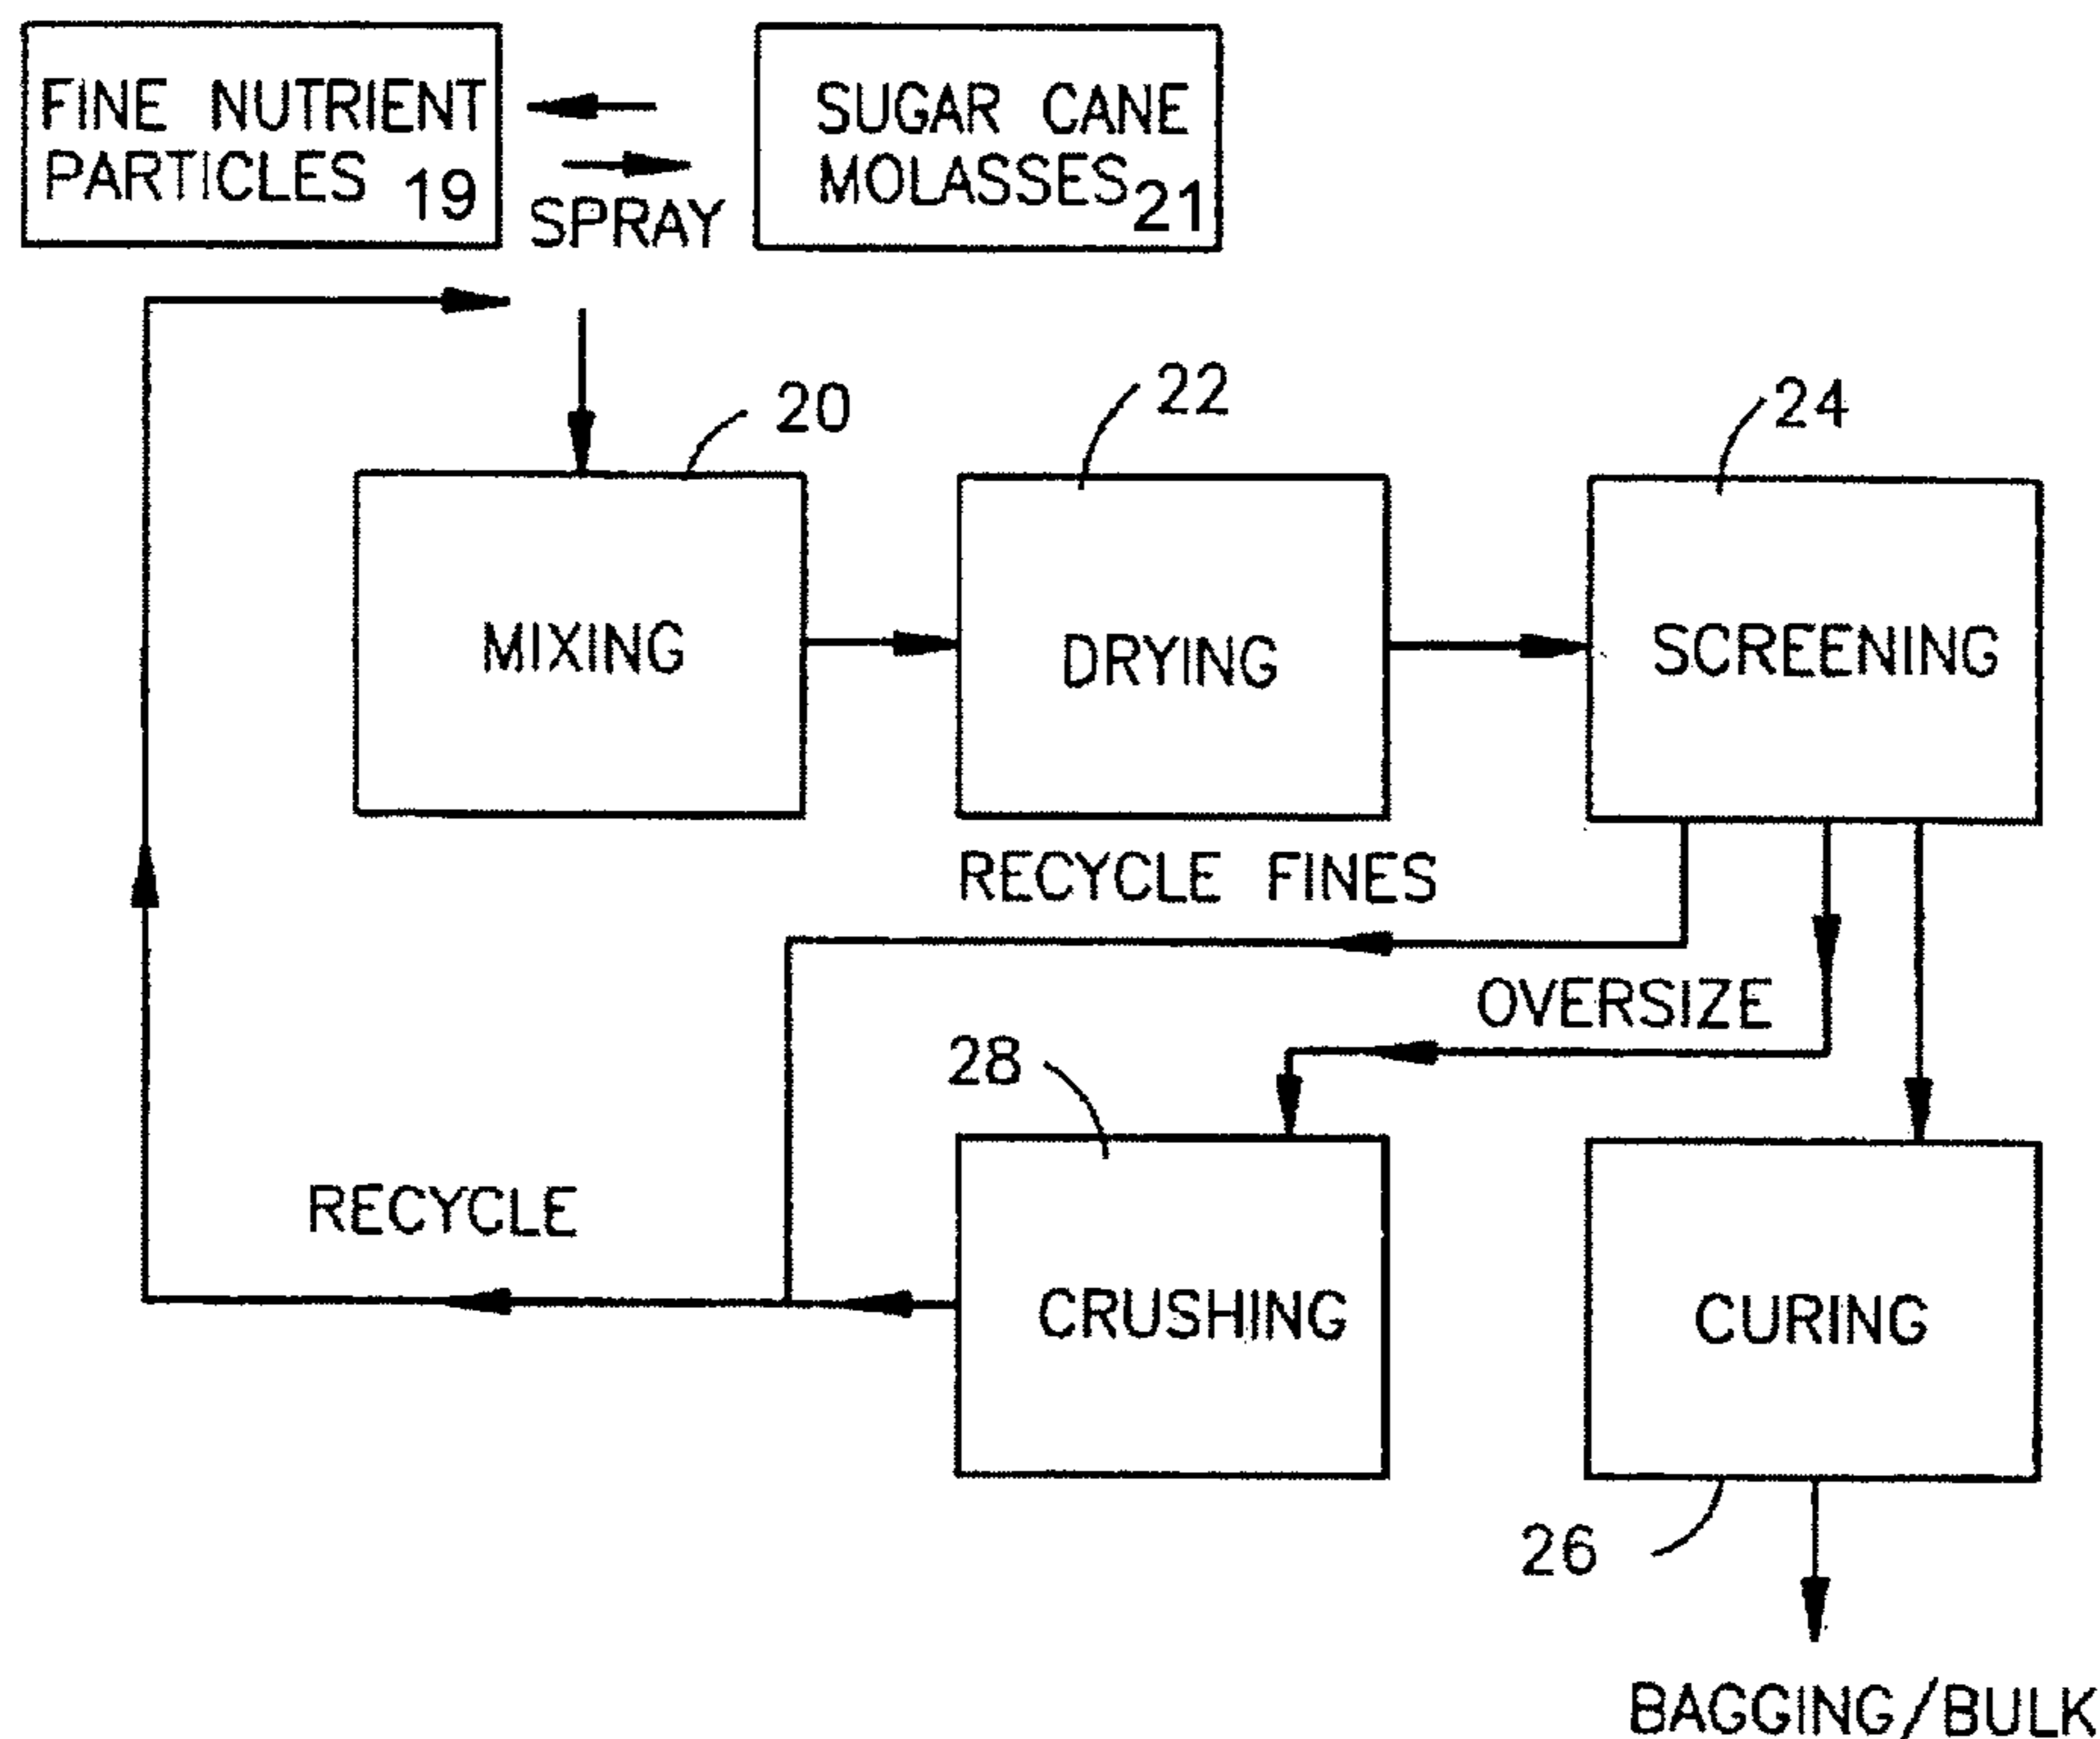 FINE NUTRIENT
PARTICLES 19
SPRAY
SUGAR CANE
MOLASSES 21
20
22
24
MIXING
DRYING
SCREENING
RECYCLE FINES
OVERSIZE
28
RECYCLE
CRUSHING
CURING
26
BAGGING/BULK